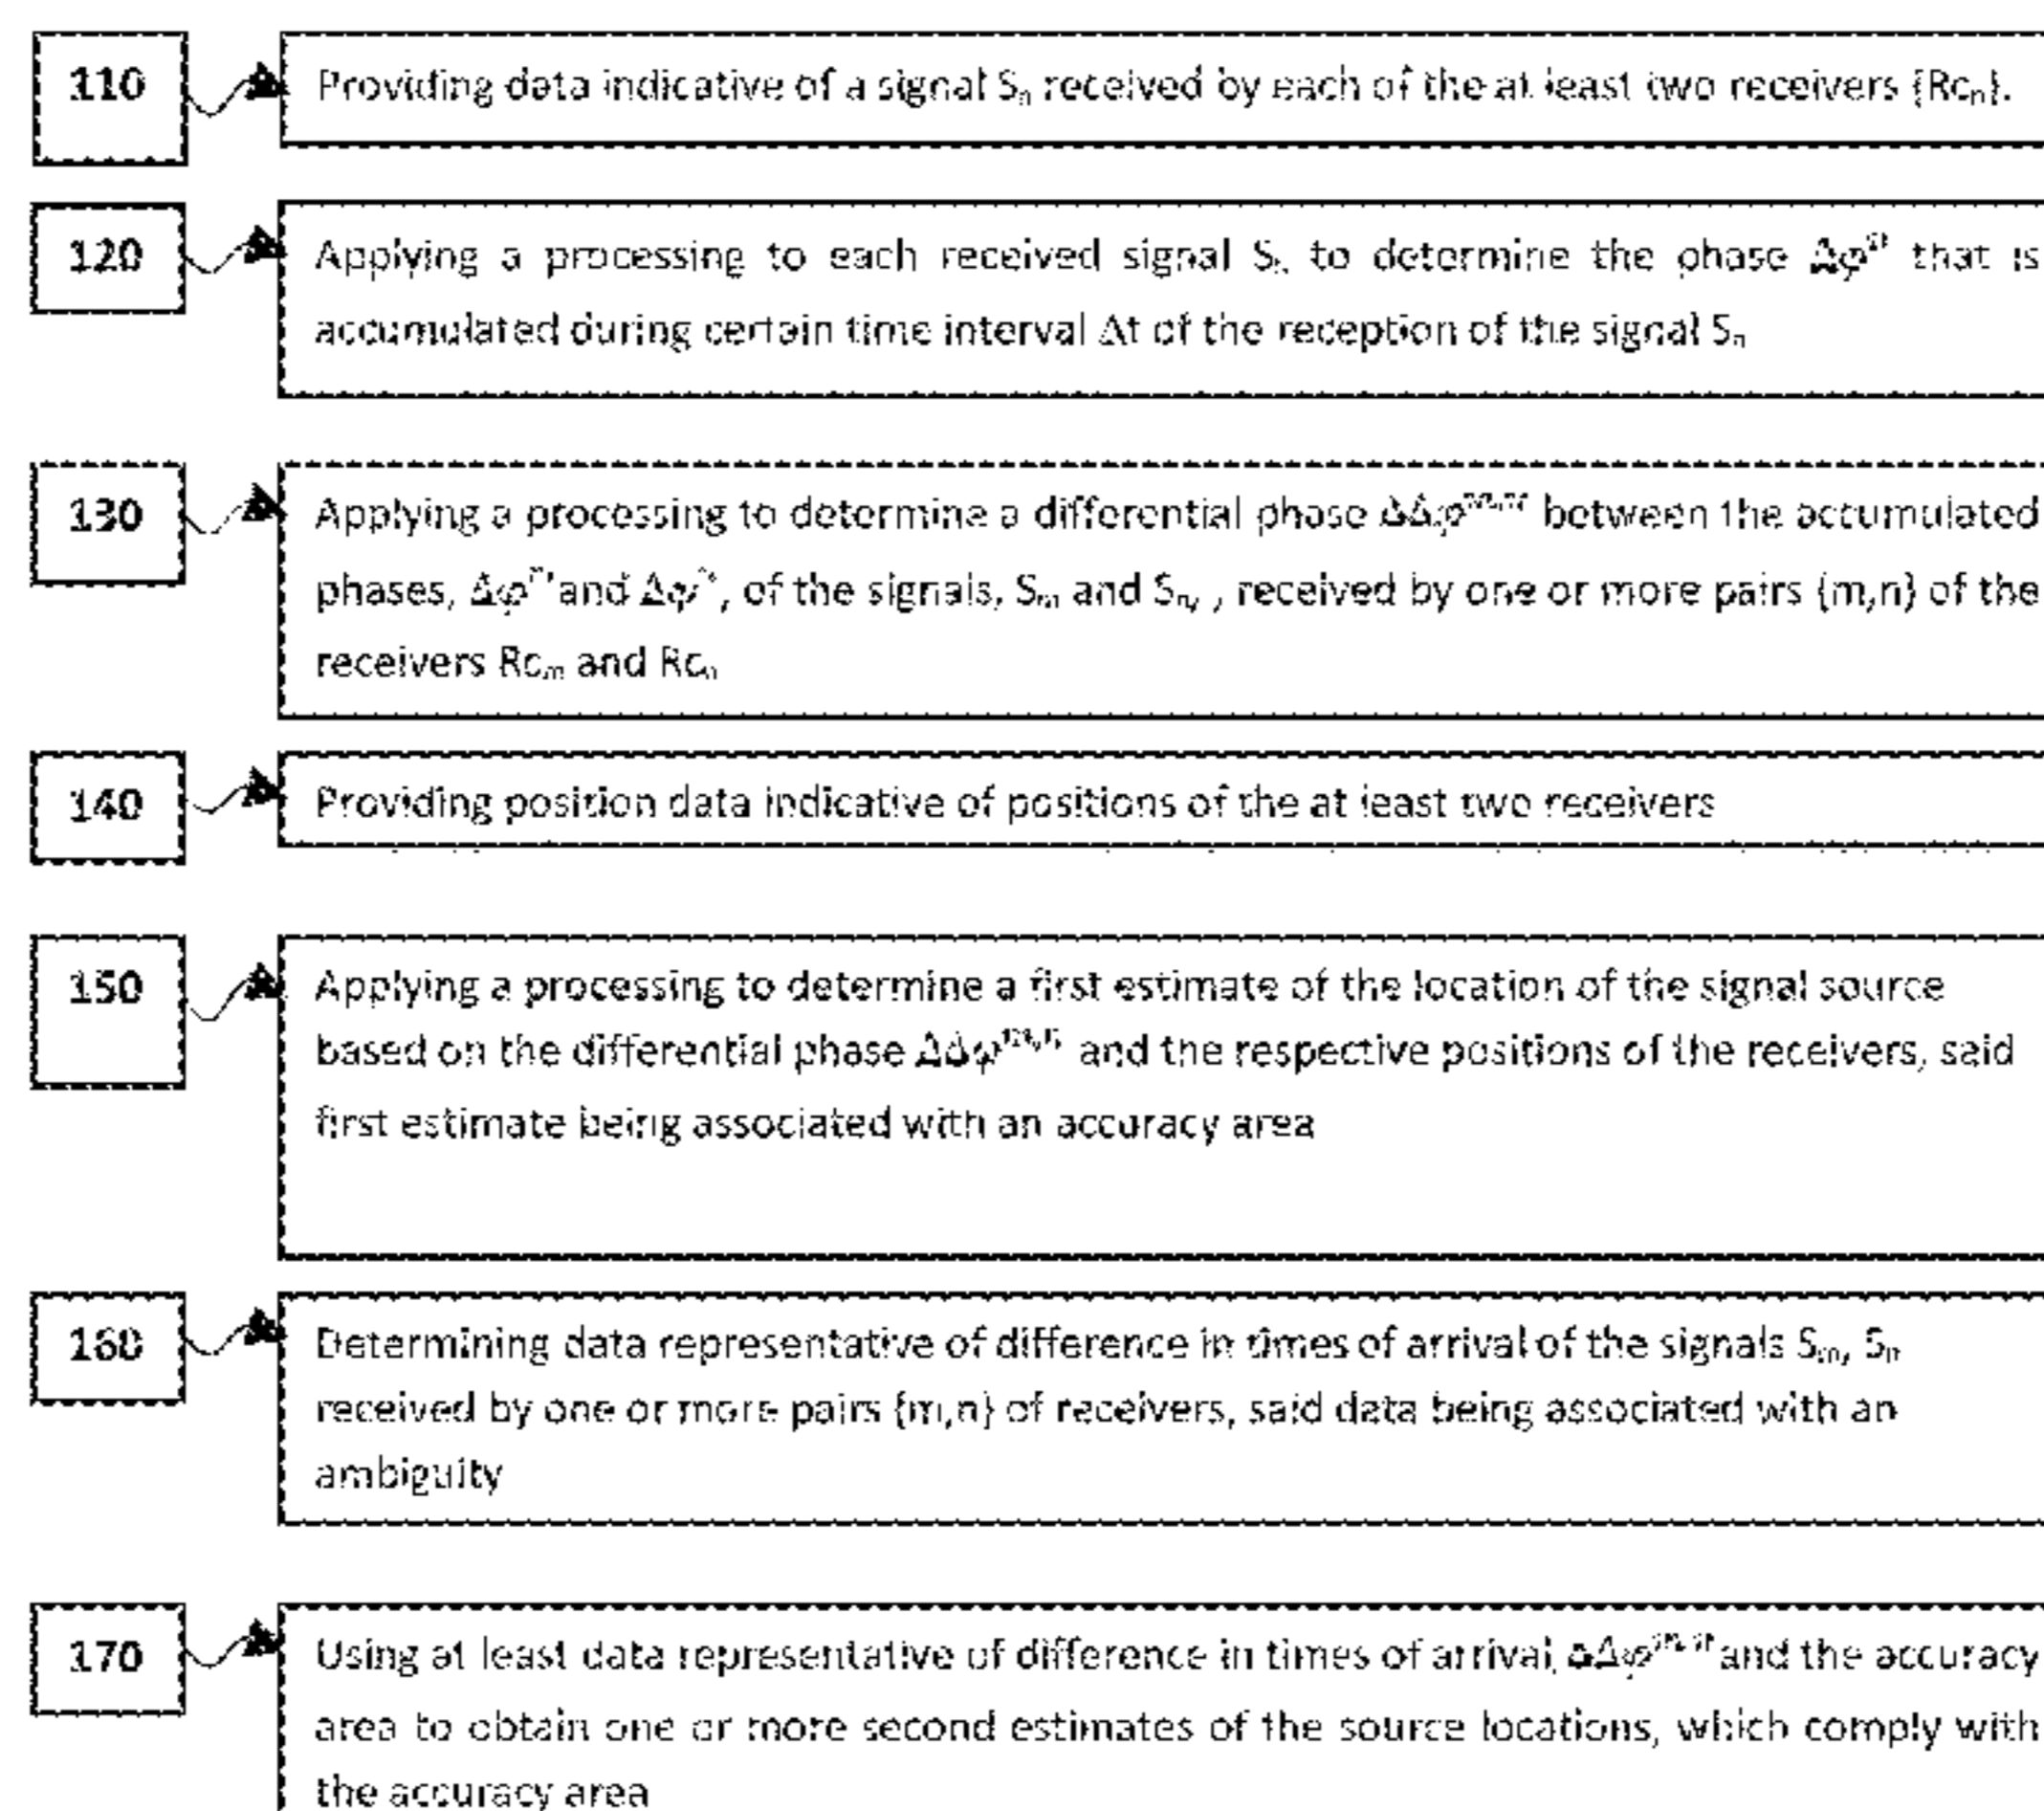 110 Providing data indicative of a signal Sₙ received by each of the at least two receivers {Rcₙ}.
120 Applying a processing to each received signal Sₙ to determine the phase Δφⁿ that is
accumulated during certain time interval Δt of the reception of the signal Sₙ
130 Applying a processing to determine a differential phase ΔΔφᵐ,ⁿ between the accumulated
phases, Δφᵐ and Δφⁿ, of the signals, Sₘ and Sₙ, , received by one or more pairs {m,n} of the
receivers Rcₘ and Rcₙ
140 Providing position data indicative of positions of the at least two receivers
150 Applying a processing to determine a first estimate of the location of the signal source
based on the differential phase ΔΔφᵐ,ⁿ and the respective positions of the receivers, said
first estimate being associated with an accuracy area
160 Determining data representative of difference in times of arrival of the signals Sₘ, Sₙ
received by one or more pairs {m,n} of receivers, said data being associated with an
ambiguity
170 Using at least data representative of difference in times of arrival, ΔΔφᵐ,ⁿ and the accuracy
area to obtain one or more second estimates of the source locations, which comply with
the accuracy area